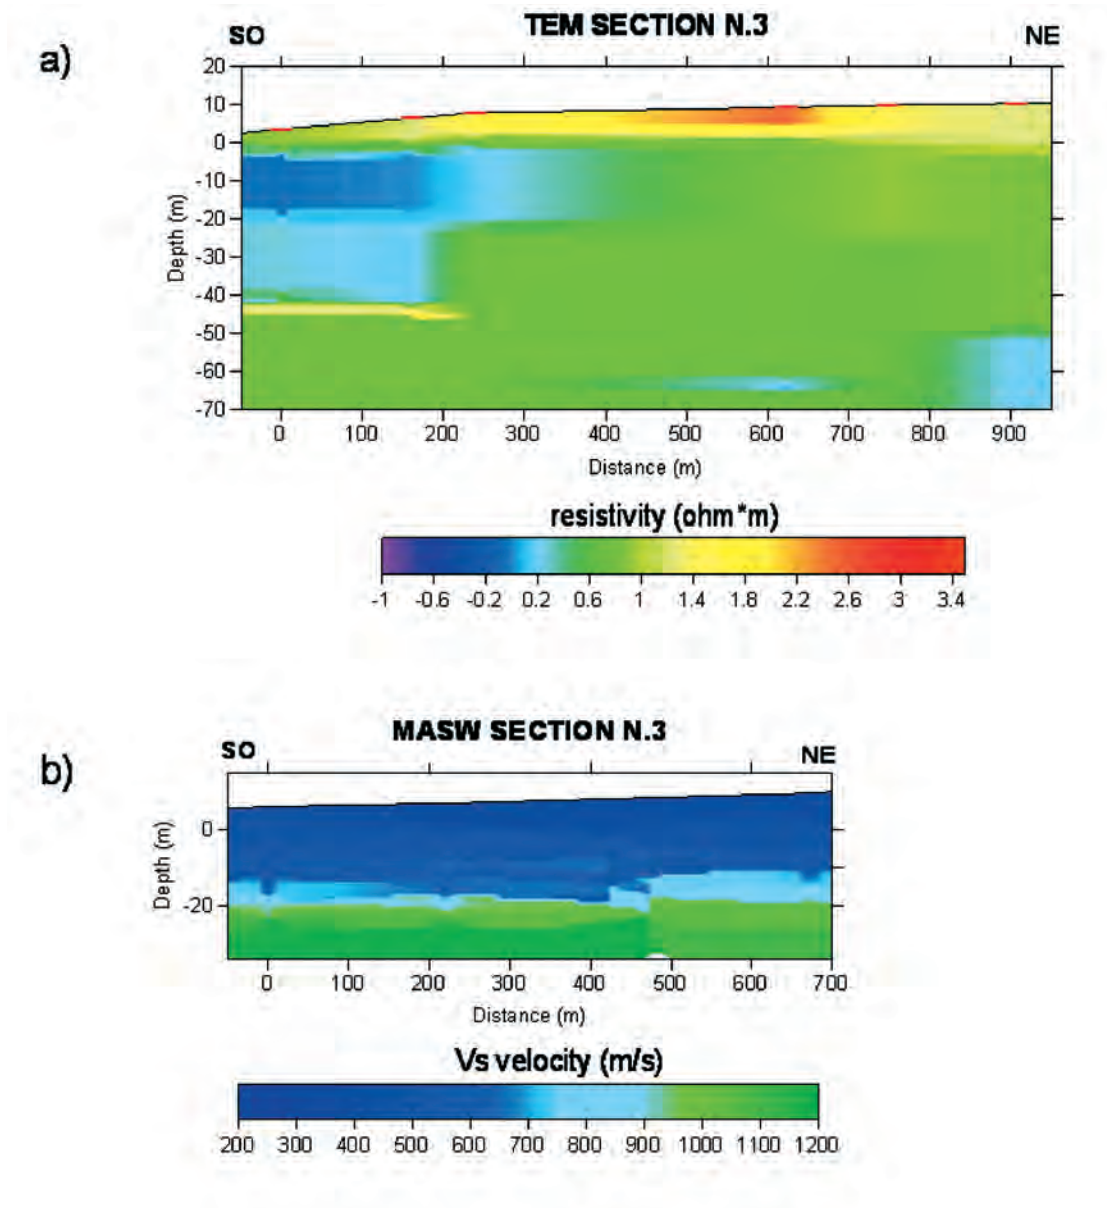 a)
TEM SECTION N.3
SO NE
20
10
0
-10
-20
-30
-40
-50
-60
-70
Depth (m)
0 100 200 300 400 500 600 700 800 900
Distance (m)
resistivity (ohm*m)
-1 -0.6 -0.2 0.2 0.6 1 1.4 1.8 2.2 2.6 3 3.4
b)
MASW SECTION N.3
SO NE
0
-20
Depth (m)
0 100 200 300 400 500 600 700
Distance (m)
Vs velocity (m/s)
200 300 400 500 600 700 800 900 1000 1100 1200